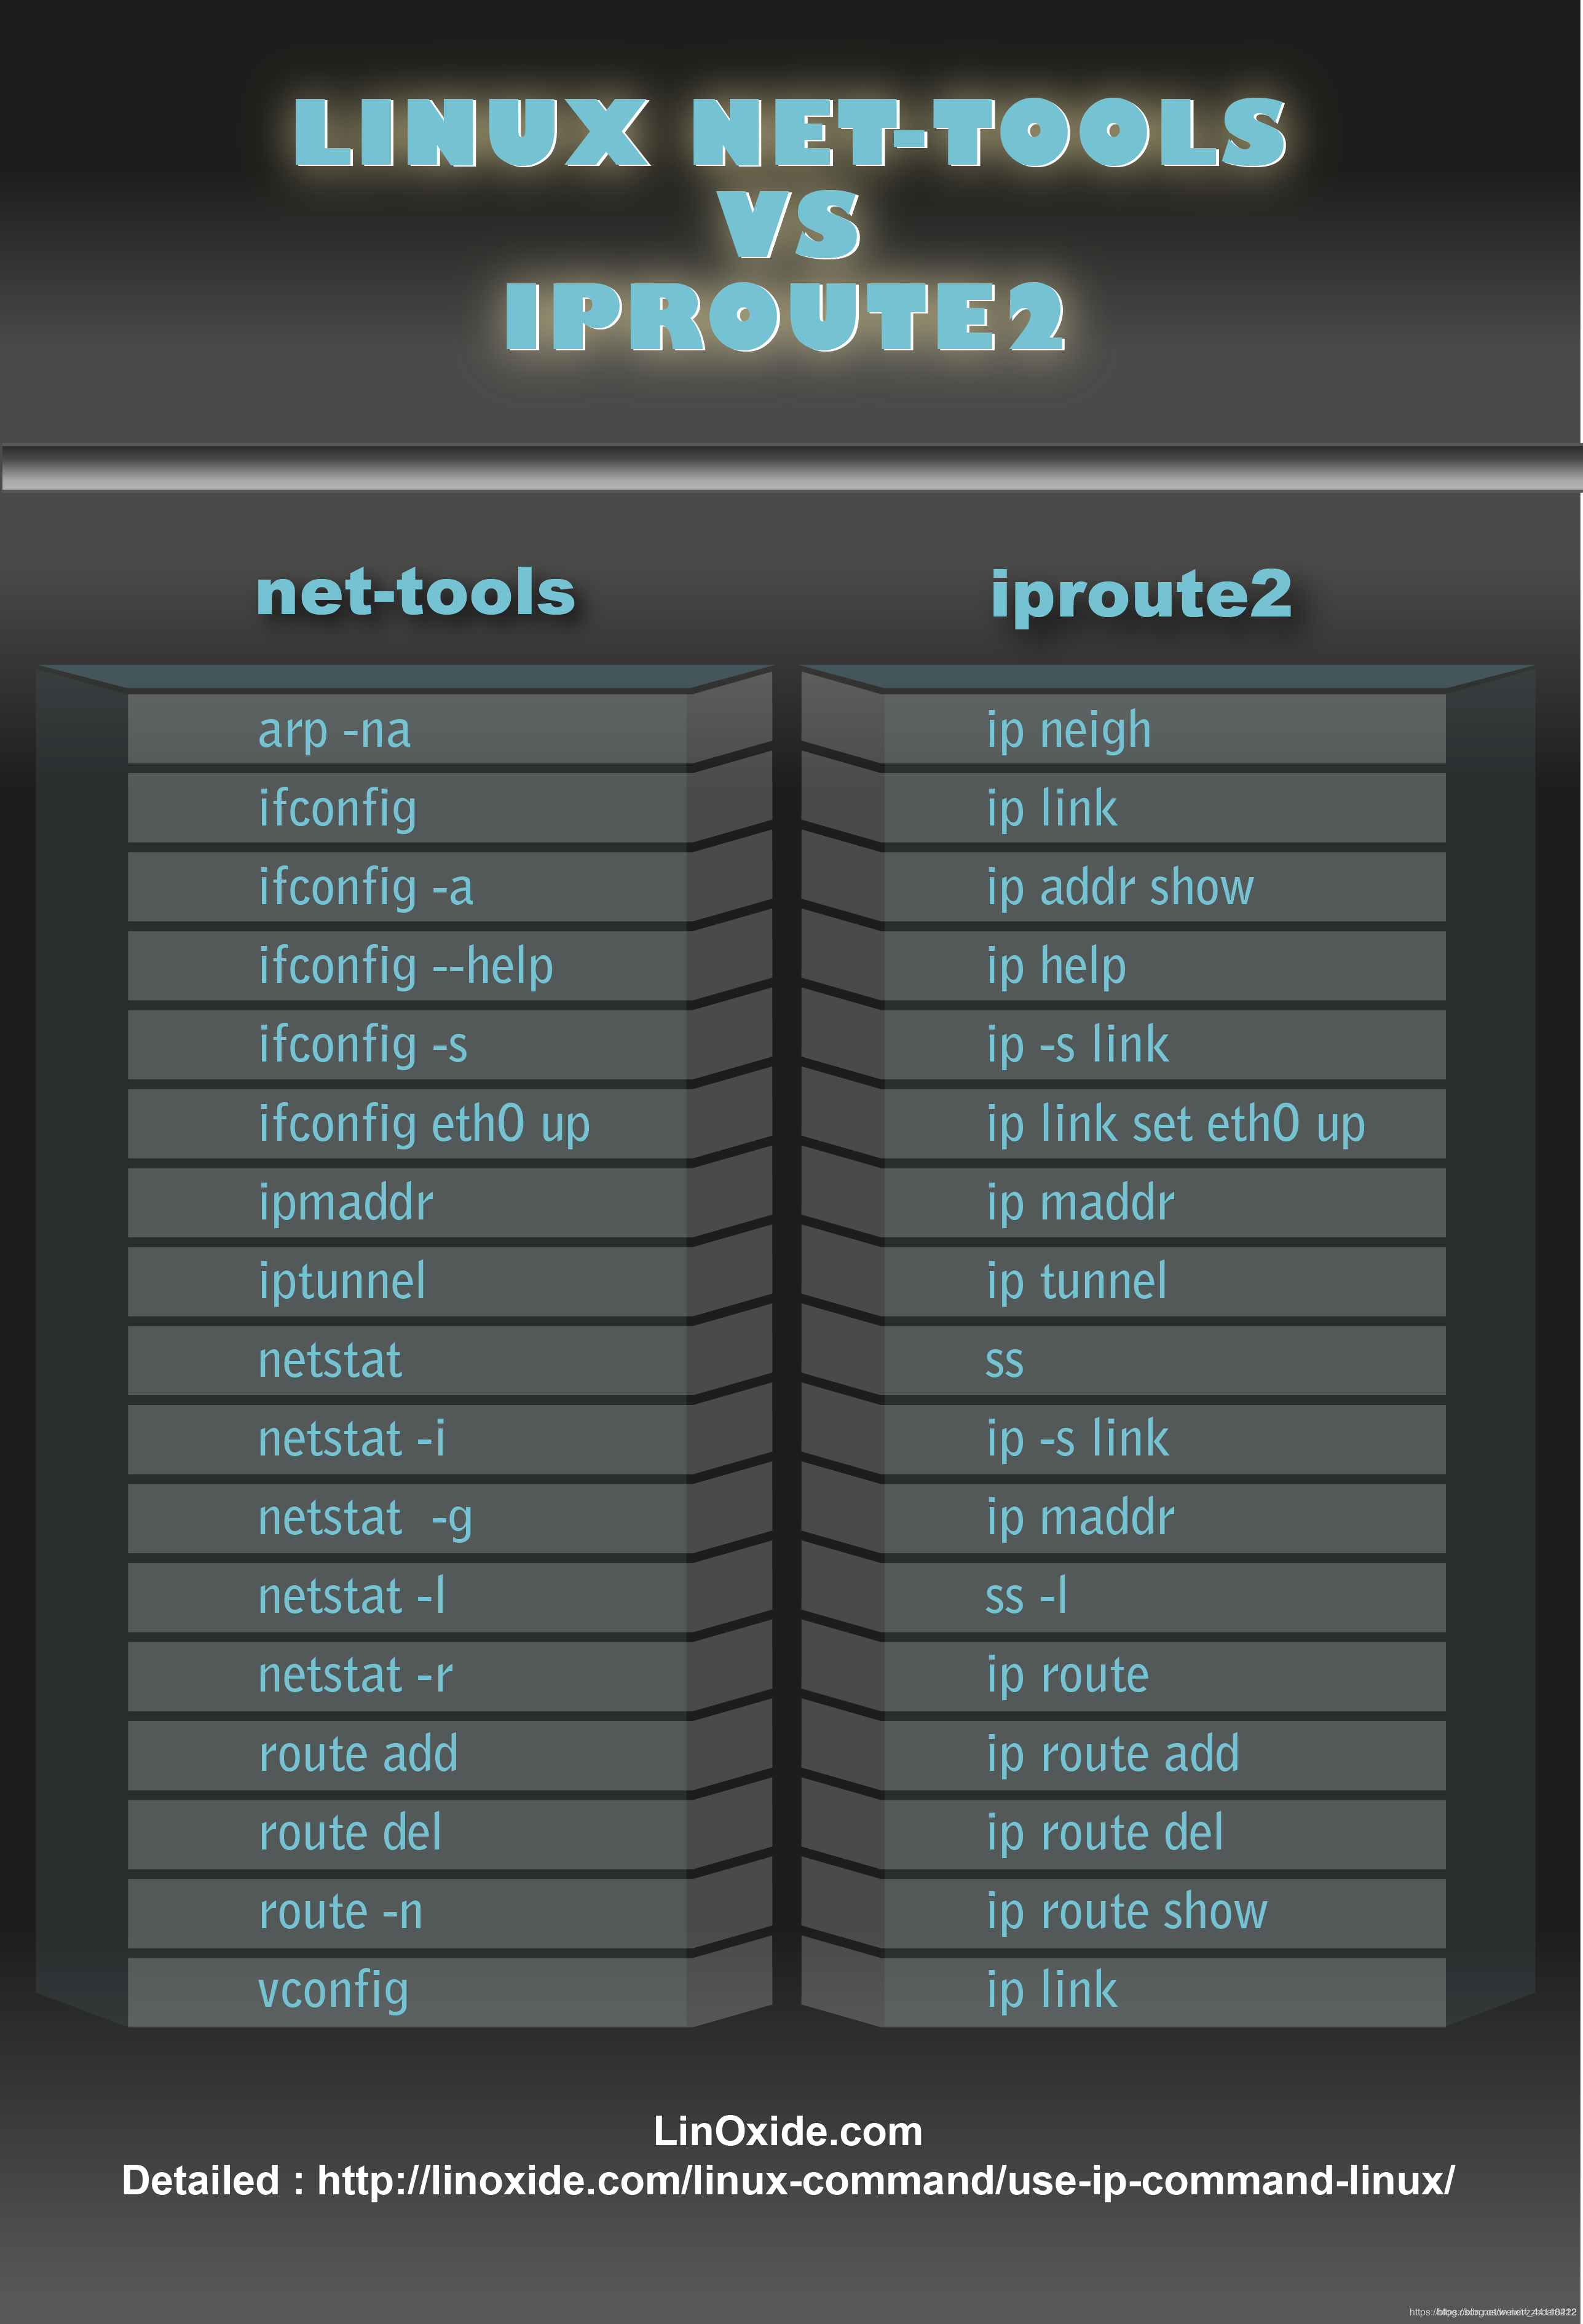 LINUX NET-TOOLS
VS
IPROUTE2
net-tools iproute2
arp -na ip neigh
ifconfig ip link
ifconfig -a ip addr show
ifconfig --help ip help
ifconfig -s ip -s link
ifconfig eth0 up ip link set eth0 up
ipmaddr ip maddr
iptunnel ip tunnel
netstat ss
netstat -i ip -s link
netstat  -g ip maddr
netstat -l ss -l
netstat -r ip route
route add ip route add
route del ip route del
route -n ip route show
vconfig ip link
LinOxide.com
Detailed : http://linoxide.com/linux-command/use-ip-command-linux/